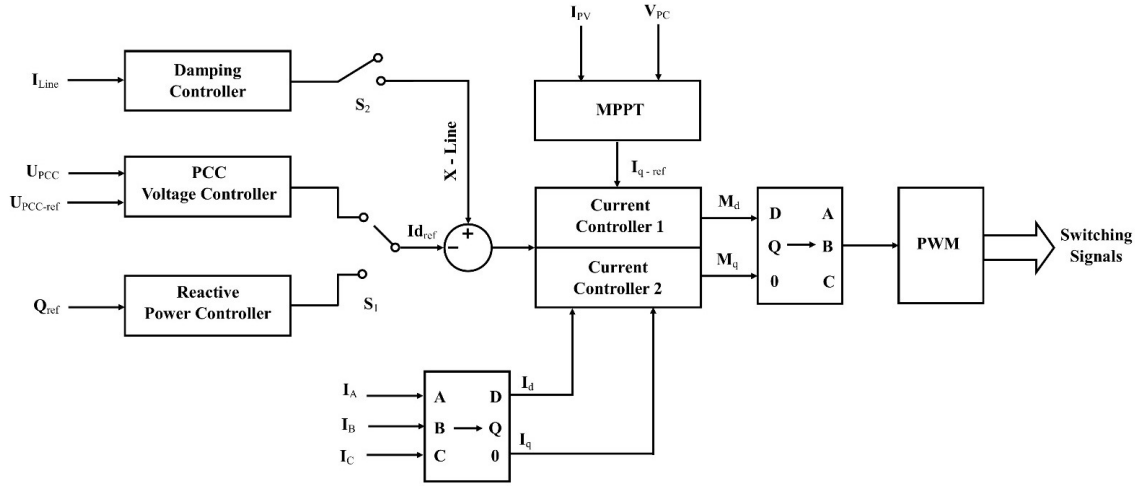 I_PV
V_PC
I_Line
Damping
Controller
S_2
MPPT
X - Line
I_q - ref
U_PCC
U_PCC-ref
PCC
Voltage Controller
Id_ref
+
−
Current
Controller 1
Current
Controller 2
M_d
M_q
D
Q
0
A
B
C
PWM
Switching
Signals
Q_ref
Reactive
Power Controller
S_1
I_A
I_B
I_C
A
B
C
D
Q
0
I_d
I_q